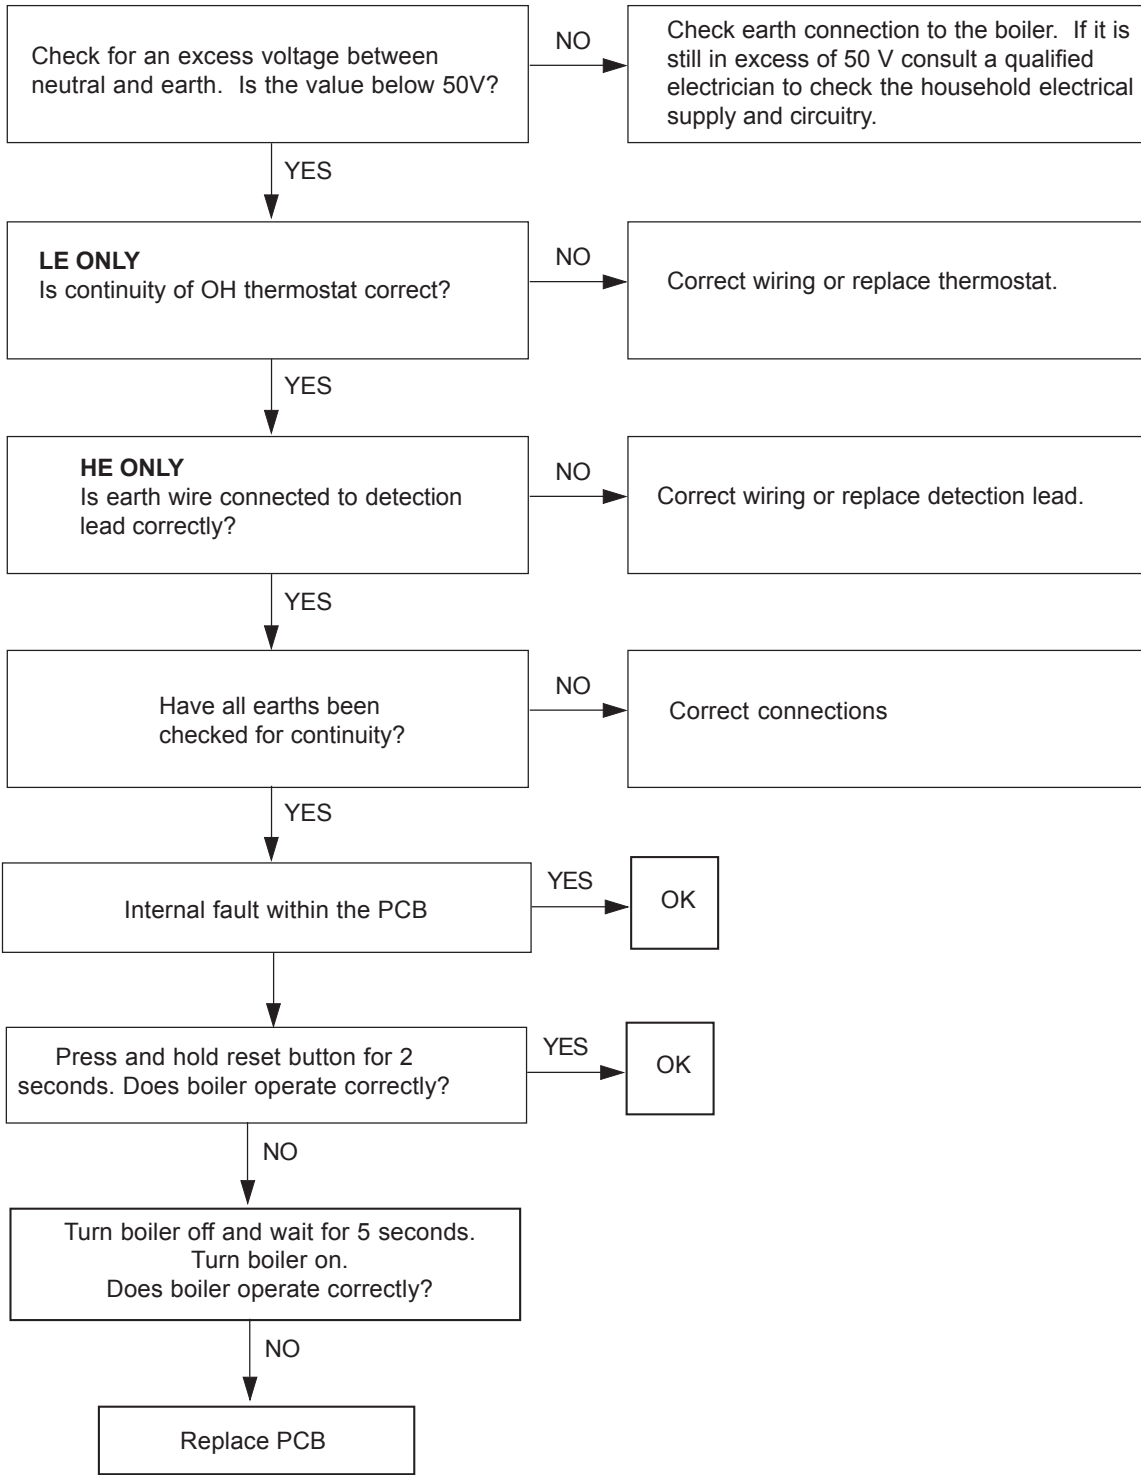 Check for an excess voltage between
neutral and earth.  Is the value below 50V?
NO
Check earth connection to the boiler.  If it is
still in excess of 50 V consult a qualified
electrician to check the household electrical
supply and circuitry.
YES
LE ONLY
Is continuity of OH thermostat correct?
NO
Correct wiring or replace thermostat.
YES
HE ONLY
Is earth wire connected to detection
lead correctly?
NO
Correct wiring or replace detection lead.
YES
Have all earths been
checked for continuity?
NO
Correct connections
YES
Internal fault within the PCB
YES
OK
Press and hold reset button for 2
seconds. Does boiler operate correctly?
YES
OK
NO
Turn boiler off and wait for 5 seconds.
Turn boiler on.
Does boiler operate correctly?
NO
Replace PCB